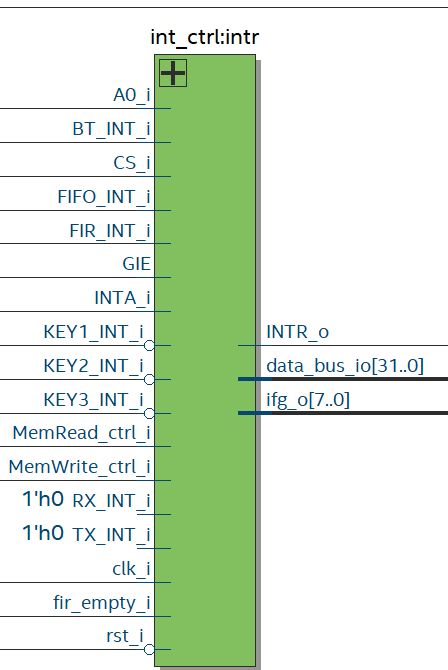 int_ctrl:intr
A0_i
BT_INT_i
CS_i
FIFO_INT_i
FIR_INT_i
GIE
INTA_i
KEY1_INT_i
INTR_o
KEY2_INT_i
data_bus_io[31..0]
KEY3_INT_i
ifg_o[7..0]
MemRead_ctrl_i
MemWrite_ctrl_i
1'h0 RX_INT_i
1'h0 TX_INT_i
clk_i
fir_empty_i
rst_i